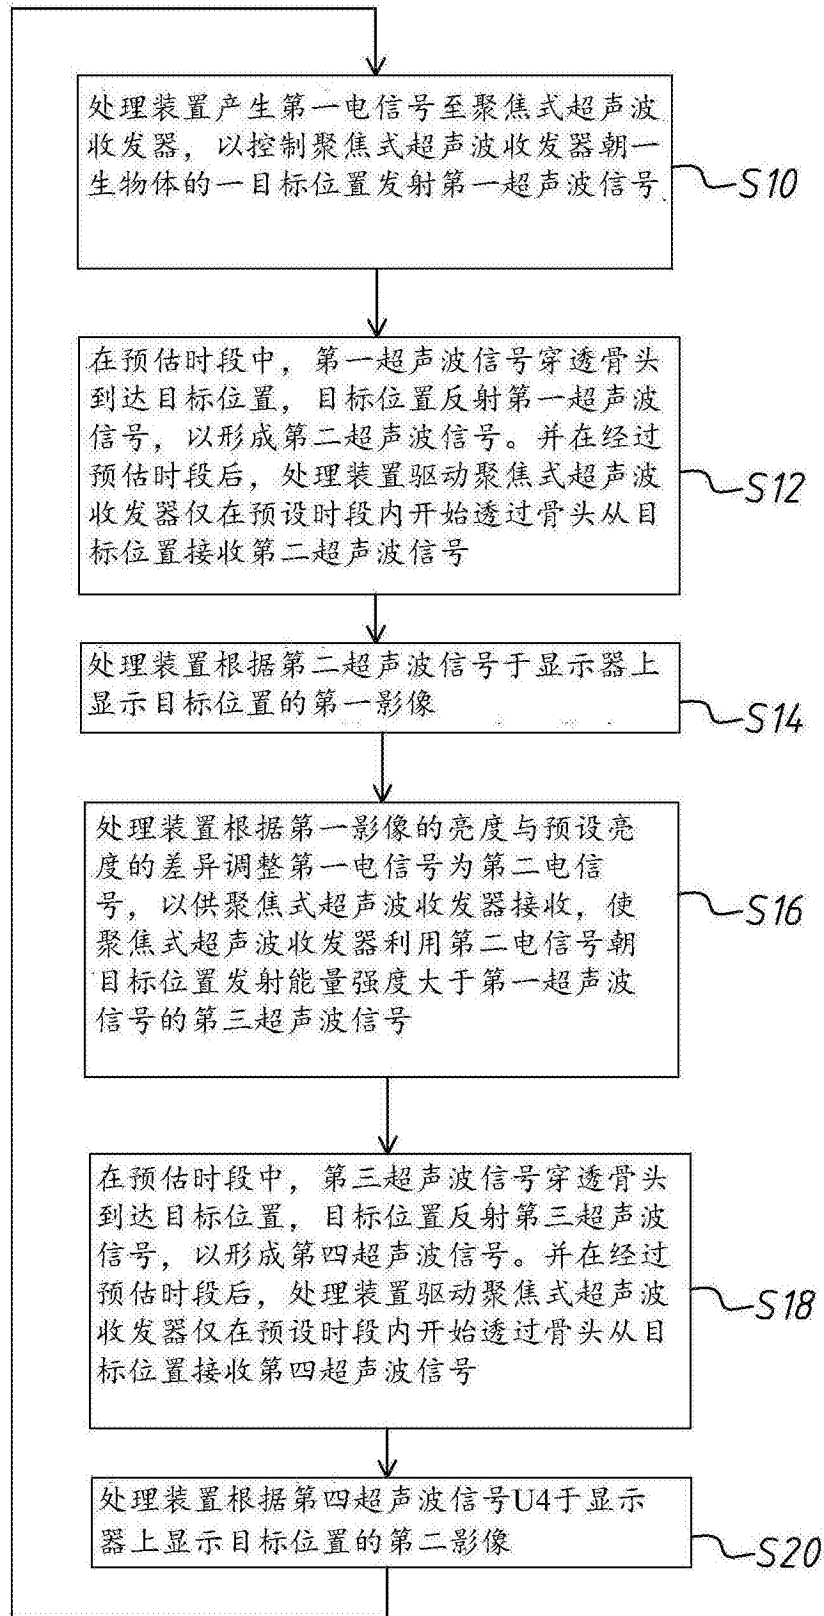 处理装置产生第一电信号至聚焦式超声波
收发器，以控制聚焦式超声波收发器朝一
生物体的一目标位置发射第一超声波信号
S10
在预估时段中，第一超声波信号穿透骨头
到达目标位置，目标位置反射第一超声波
信号，以形成第二超声波信号。并在经过
预估时段后，处理装置驱动聚焦式超声波
收发器仅在预设时段内开始透过骨头从目
标位置接收第二超声波信号
S12
处理装置根据第二超声波信号于显示器上
显示目标位置的第一影像
S14
处理装置根据第一影像的亮度与预设亮
度的差异调整第一电信号为第二电信
号，以供聚焦式超声波收发器接收，使
聚焦式超声波收发器利用第二电信号朝
目标位置发射能量强度大于第一超声波
信号的第三超声波信号
S16
在预估时段中，第三超声波信号穿透骨头
到达目标位置，目标位置反射第三超声波
信号，以形成第四超声波信号。并在经过
预估时段后，处理装置驱动聚焦式超声波
收发器仅在预设时段内开始透过骨头从目
标位置接收第四超声波信号
S18
处理装置根据第四超声波信号U4于显示
器上显示目标位置的第二影像
S20